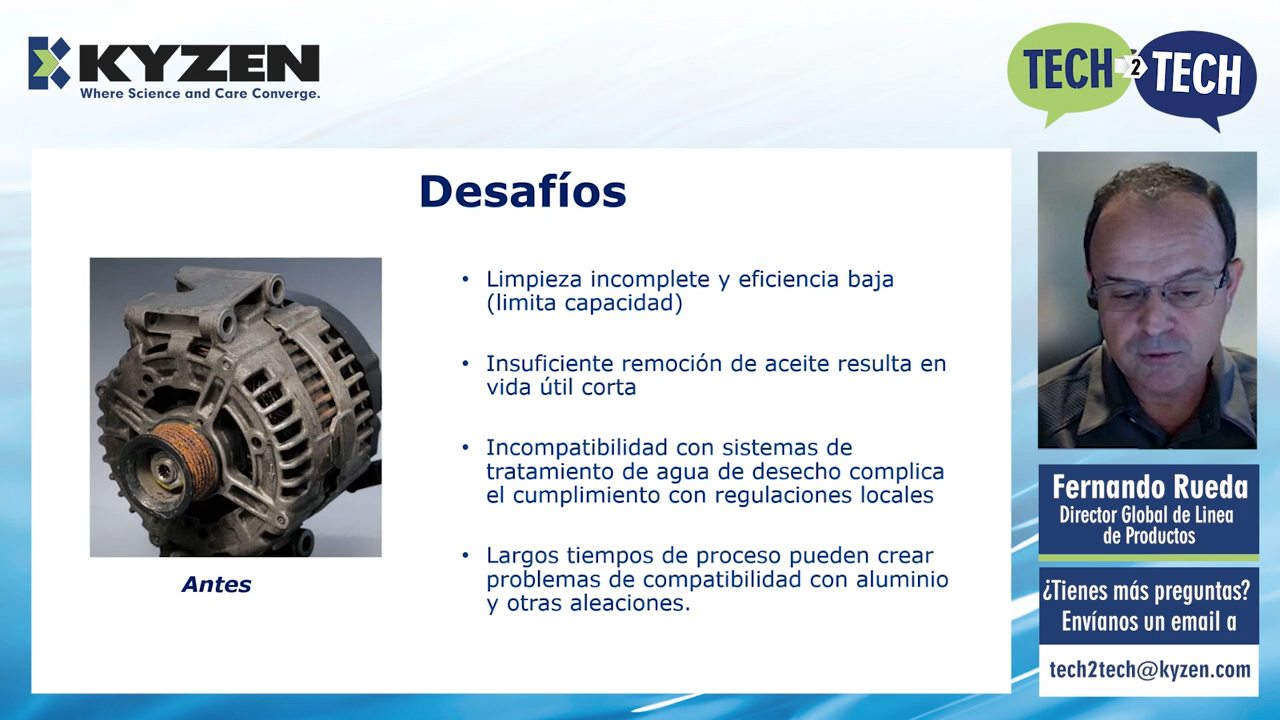 KYZEN
Where Science and Care Converge.
TECH 2 TECH
Desafíos
• Limpieza incomplete y eficiencia baja
(limita capacidad)
• Insuficiente remoción de aceite resulta en
vida útil corta
• Incompatibilidad con sistemas de
tratamiento de agua de desecho complica
el cumplimiento con regulaciones locales
• Largos tiempos de proceso pueden crear
problemas de compatibilidad con aluminio
y otras aleaciones.
Antes
Fernando Rueda
Director Global de Linea
de Productos
¿Tienes más preguntas?
Envíanos un email a
tech2tech@kyzen.com